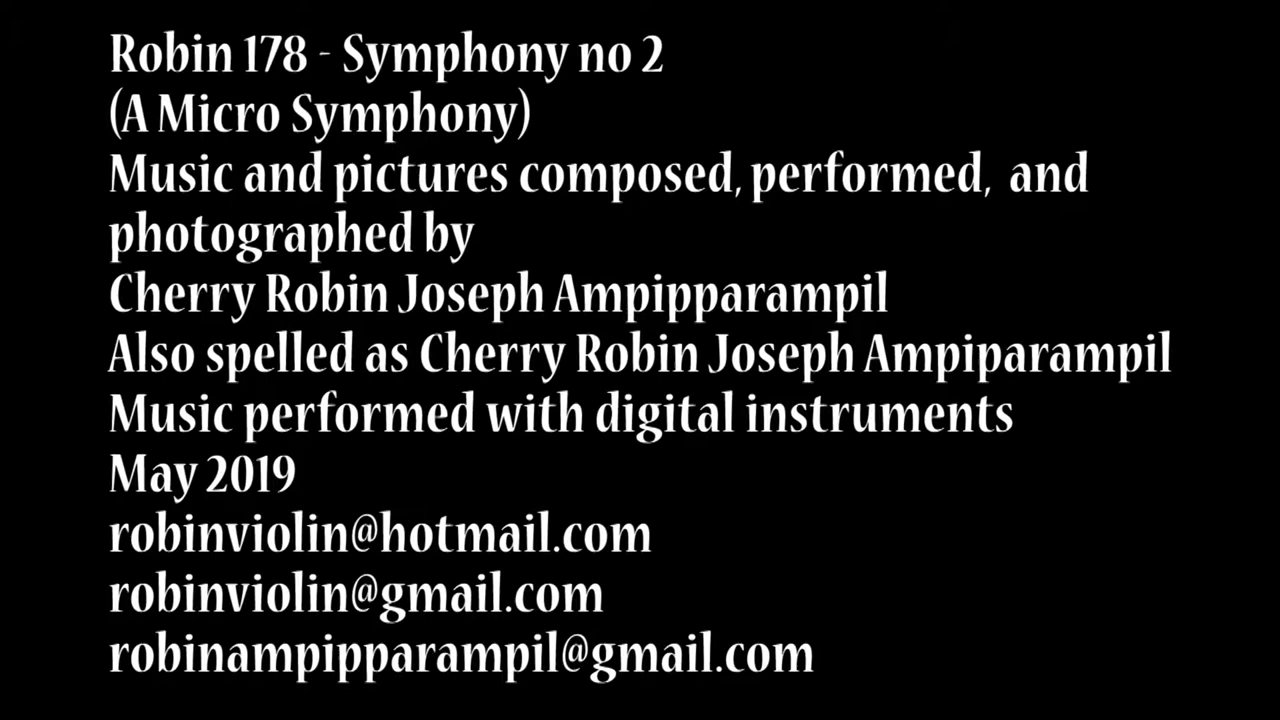 Robin 178 - Symphony no 2
(A Micro Symphony)
Music and pictures composed, performed,  and
photographed by
Cherry Robin Joseph Ampipparampil
Also spelled as Cherry Robin Joseph Ampiparampil
Music performed with digital instruments
May 2019
robinviolin@hotmail.com
robinviolin@gmail.com
robinampipparampil@gmail.com